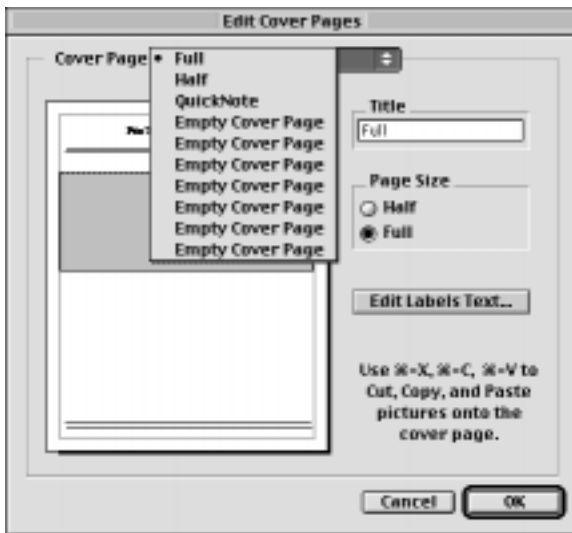 Edit Cover Pages
Cover Page • Full
Half
QuickNote
Empty Cover Page
Empty Cover Page
Empty Cover Page
Empty Cover Page
Empty Cover Page
Empty Cover Page
Empty Cover Page
Title
Full
Page Size
Half
Full
Edit Labels Text...
Use ⌘-X, ⌘-C, ⌘-V to
Cut, Copy, and Paste
pictures onto the
cover page.
Cancel
OK